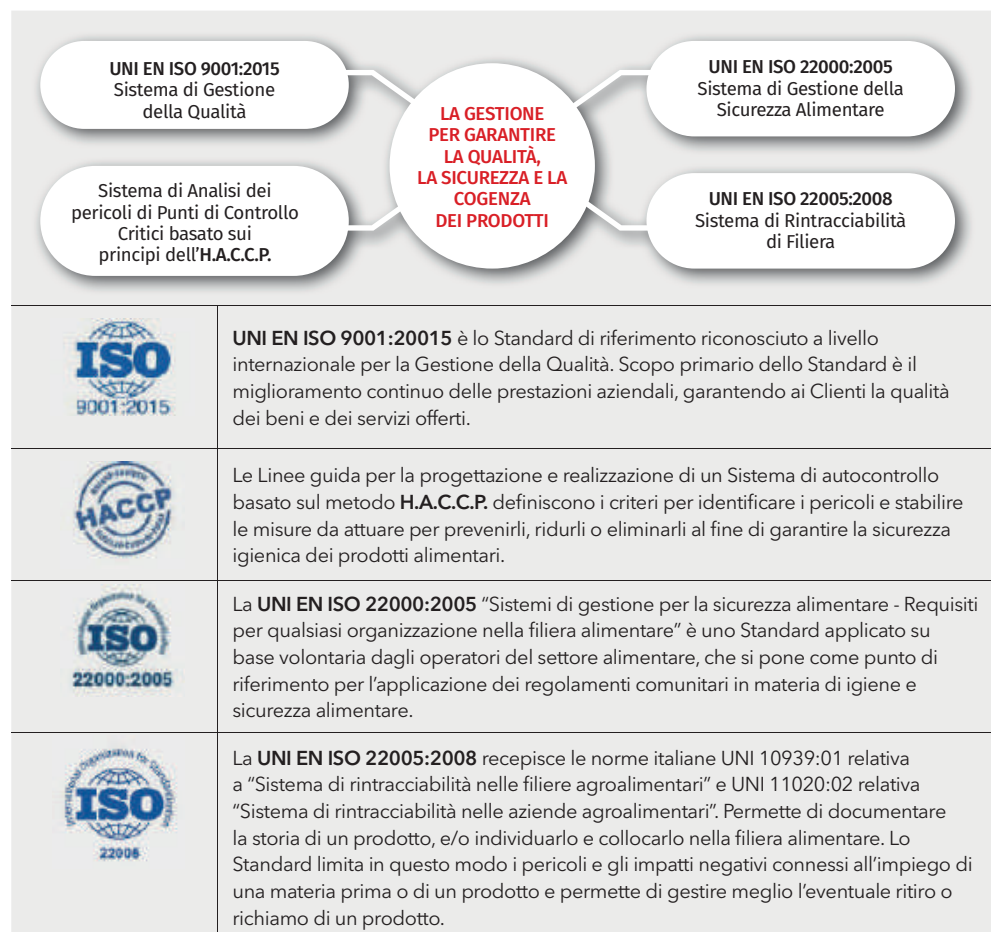 UNI EN ISO 9001:2015
Sistema di Gestione
della Qualità
UNI EN ISO 22000:2005
Sistema di Gestione della
Sicurezza Alimentare
LA GESTIONE
PER GARANTIRE
LA QUALITÀ,
LA SICUREZZA E LA
COGENZA
DEI PRODOTTI
Sistema di Analisi dei
pericoli di Punti di Controllo
Critici basato sui
principi dell'H.A.C.C.P.
UNI EN ISO 22005:2008
Sistema di Rintracciabilità
di Filiera
ISO
9001:2015
UNI EN ISO 9001:20015 è lo Standard di riferimento riconosciuto a livello
internazionale per la Gestione della Qualità. Scopo primario dello Standard è il
miglioramento continuo delle prestazioni aziendali, garantendo ai Clienti la qualità
dei beni e dei servizi offerti.
HACCP
Le Linee guida per la progettazione e realizzazione di un Sistema di autocontrollo
basato sul metodo H.A.C.C.P. definiscono i criteri per identificare i pericoli e stabilire
le misure da attuare per prevenirli, ridurli o eliminarli al fine di garantire la sicurezza
igienica dei prodotti alimentari.
ISO
22000:2005
La UNI EN ISO 22000:2005 “Sistemi di gestione per la sicurezza alimentare - Requisiti
per qualsiasi organizzazione nella filiera alimentare” è uno Standard applicato su
base volontaria dagli operatori del settore alimentare, che si pone come punto di
riferimento per l'applicazione dei regolamenti comunitari in materia di igiene e
sicurezza alimentare.
International Organization for Standardization
ISO
22005
La UNI EN ISO 22005:2008 recepisce le norme italiane UNI 10939:01 relativa
a “Sistema di rintracciabilità nelle filiere agroalimentari” e UNI 11020:02 relativa
“Sistema di rintracciabilità nelle aziende agroalimentari”. Permette di documentare
la storia di un prodotto, e/o individuarlo e collocarlo nella filiera alimentare. Lo
Standard limita in questo modo i pericoli e gli impatti negativi connessi all'impiego di
una materia prima o di un prodotto e permette di gestire meglio l'eventuale ritiro o
richiamo di un prodotto.